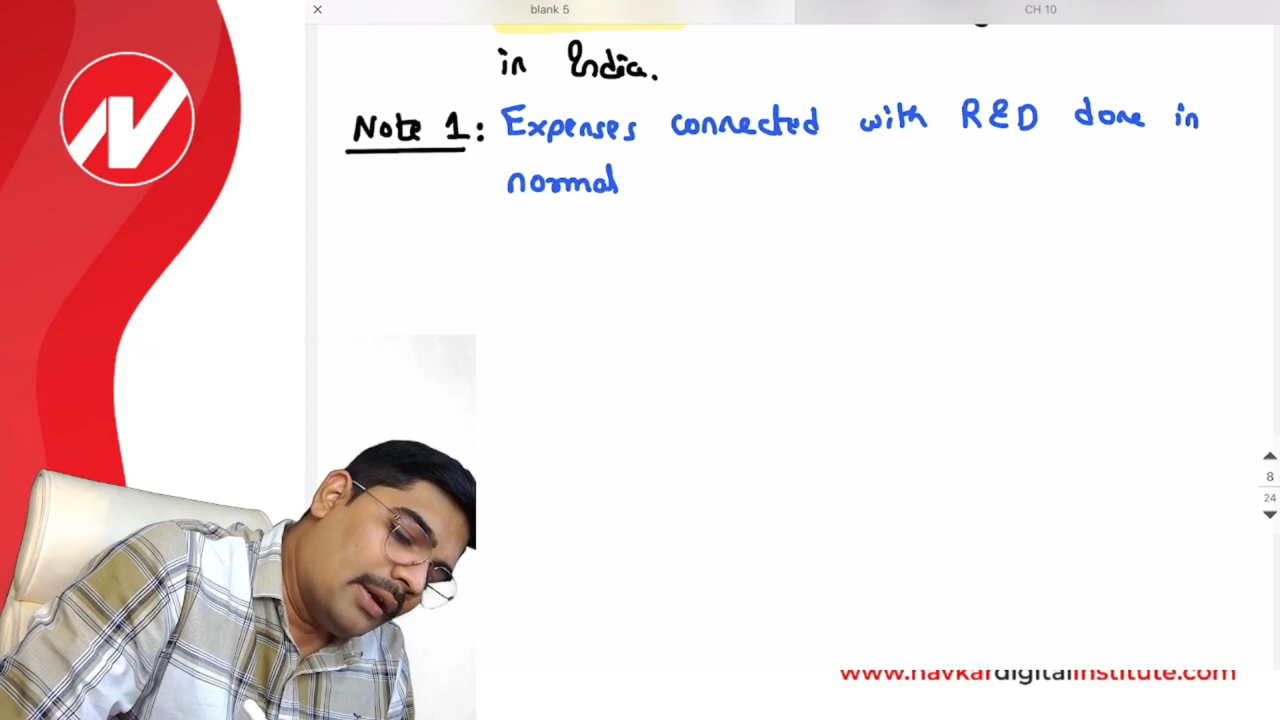 × blank 5 CH 10
in India.
Note 1: Expenses connected with R&D done in
normal
8
24
www.navkardigitalinstitute.com